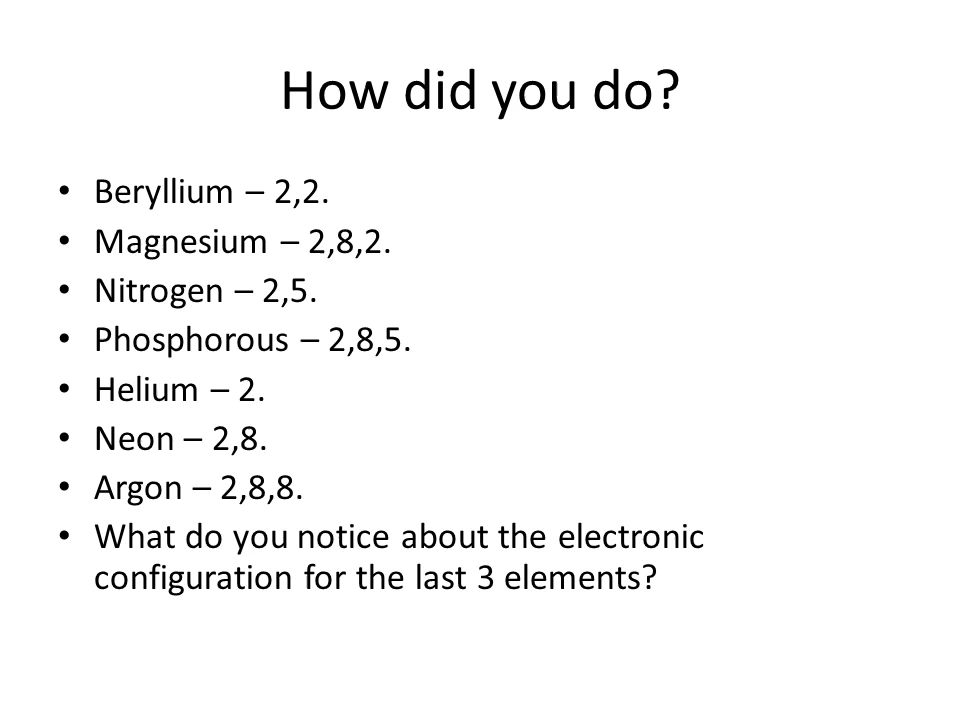 How did you do?
• Beryllium – 2,2.
• Magnesium – 2,8,2.
• Nitrogen – 2,5.
• Phosphorous – 2,8,5.
• Helium – 2.
• Neon – 2,8.
• Argon – 2,8,8.
• What do you notice about the electronic
configuration for the last 3 elements?